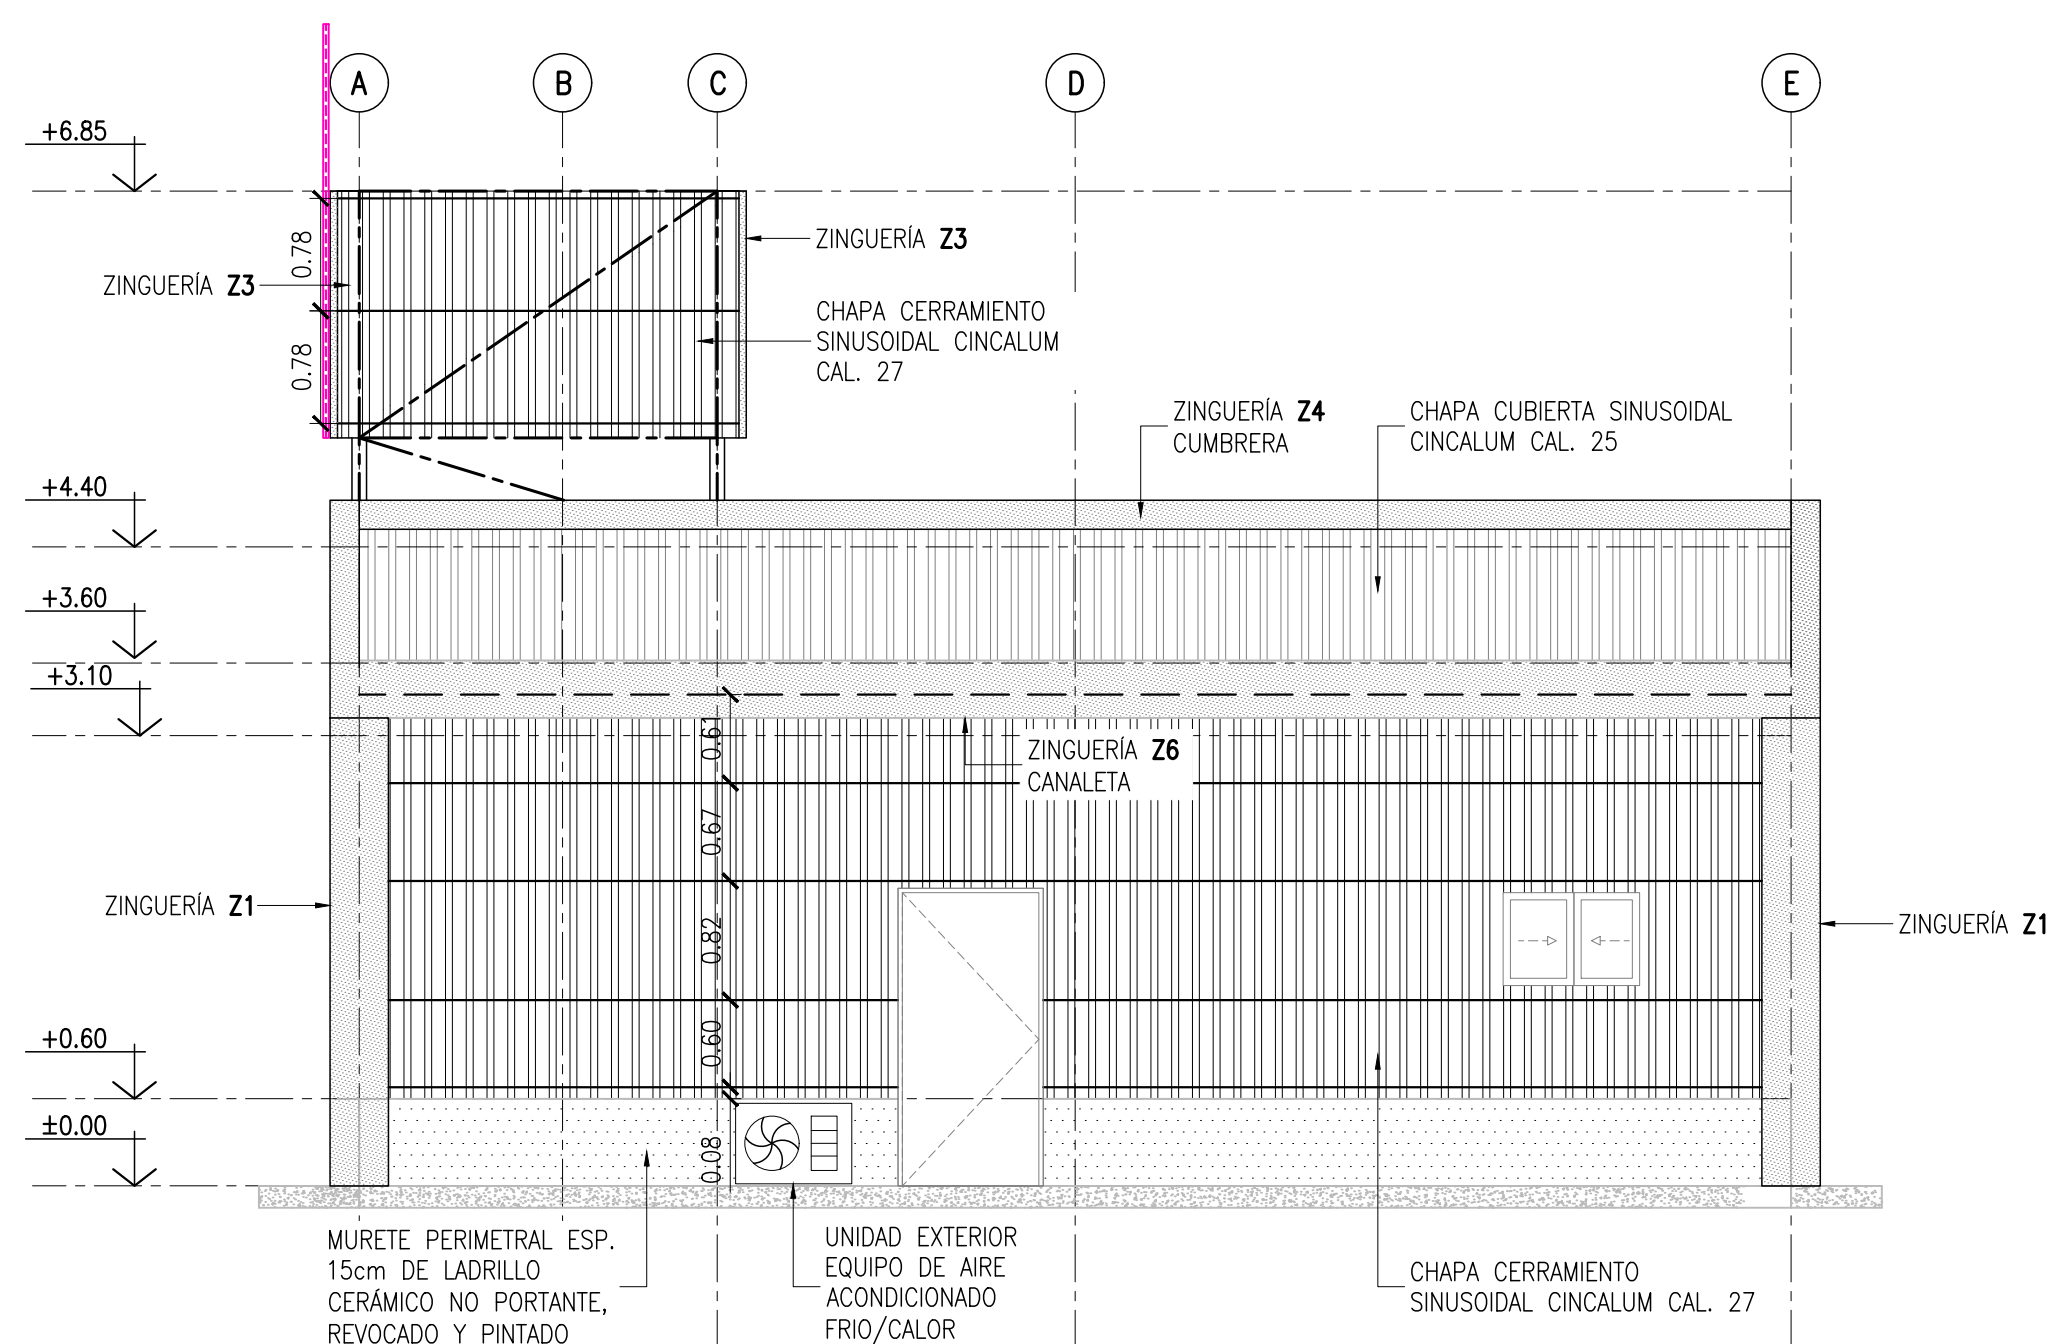 A
B
C
D
E
+6.85
0.78
0.78
ZINGUERÍA Z3
ZINGUERÍA Z3
CHAPA CERRAMIENTO
SINUSOIDAL CINCALUM
CAL. 27
ZINGUERÍA Z4
CUMBRERA
CHAPA CUBIERTA SINUSOIDAL
CINCALUM CAL. 25
+4.40
+3.60
+3.10
0.61
0.67
0.82
0.60
0.08
ZINGUERÍA Z6
CANALETA
ZINGUERÍA Z1
ZINGUERÍA Z1
+0.60
±0.00
MURETE PERIMETRAL ESP.
15cm DE LADRILLO
CERÁMICO NO PORTANTE,
REVOCADO Y PINTADO
UNIDAD EXTERIOR
EQUIPO DE AIRE
ACONDICIONADO
FRIO/CALOR
CHAPA CERRAMIENTO
SINUSOIDAL CINCALUM CAL. 27